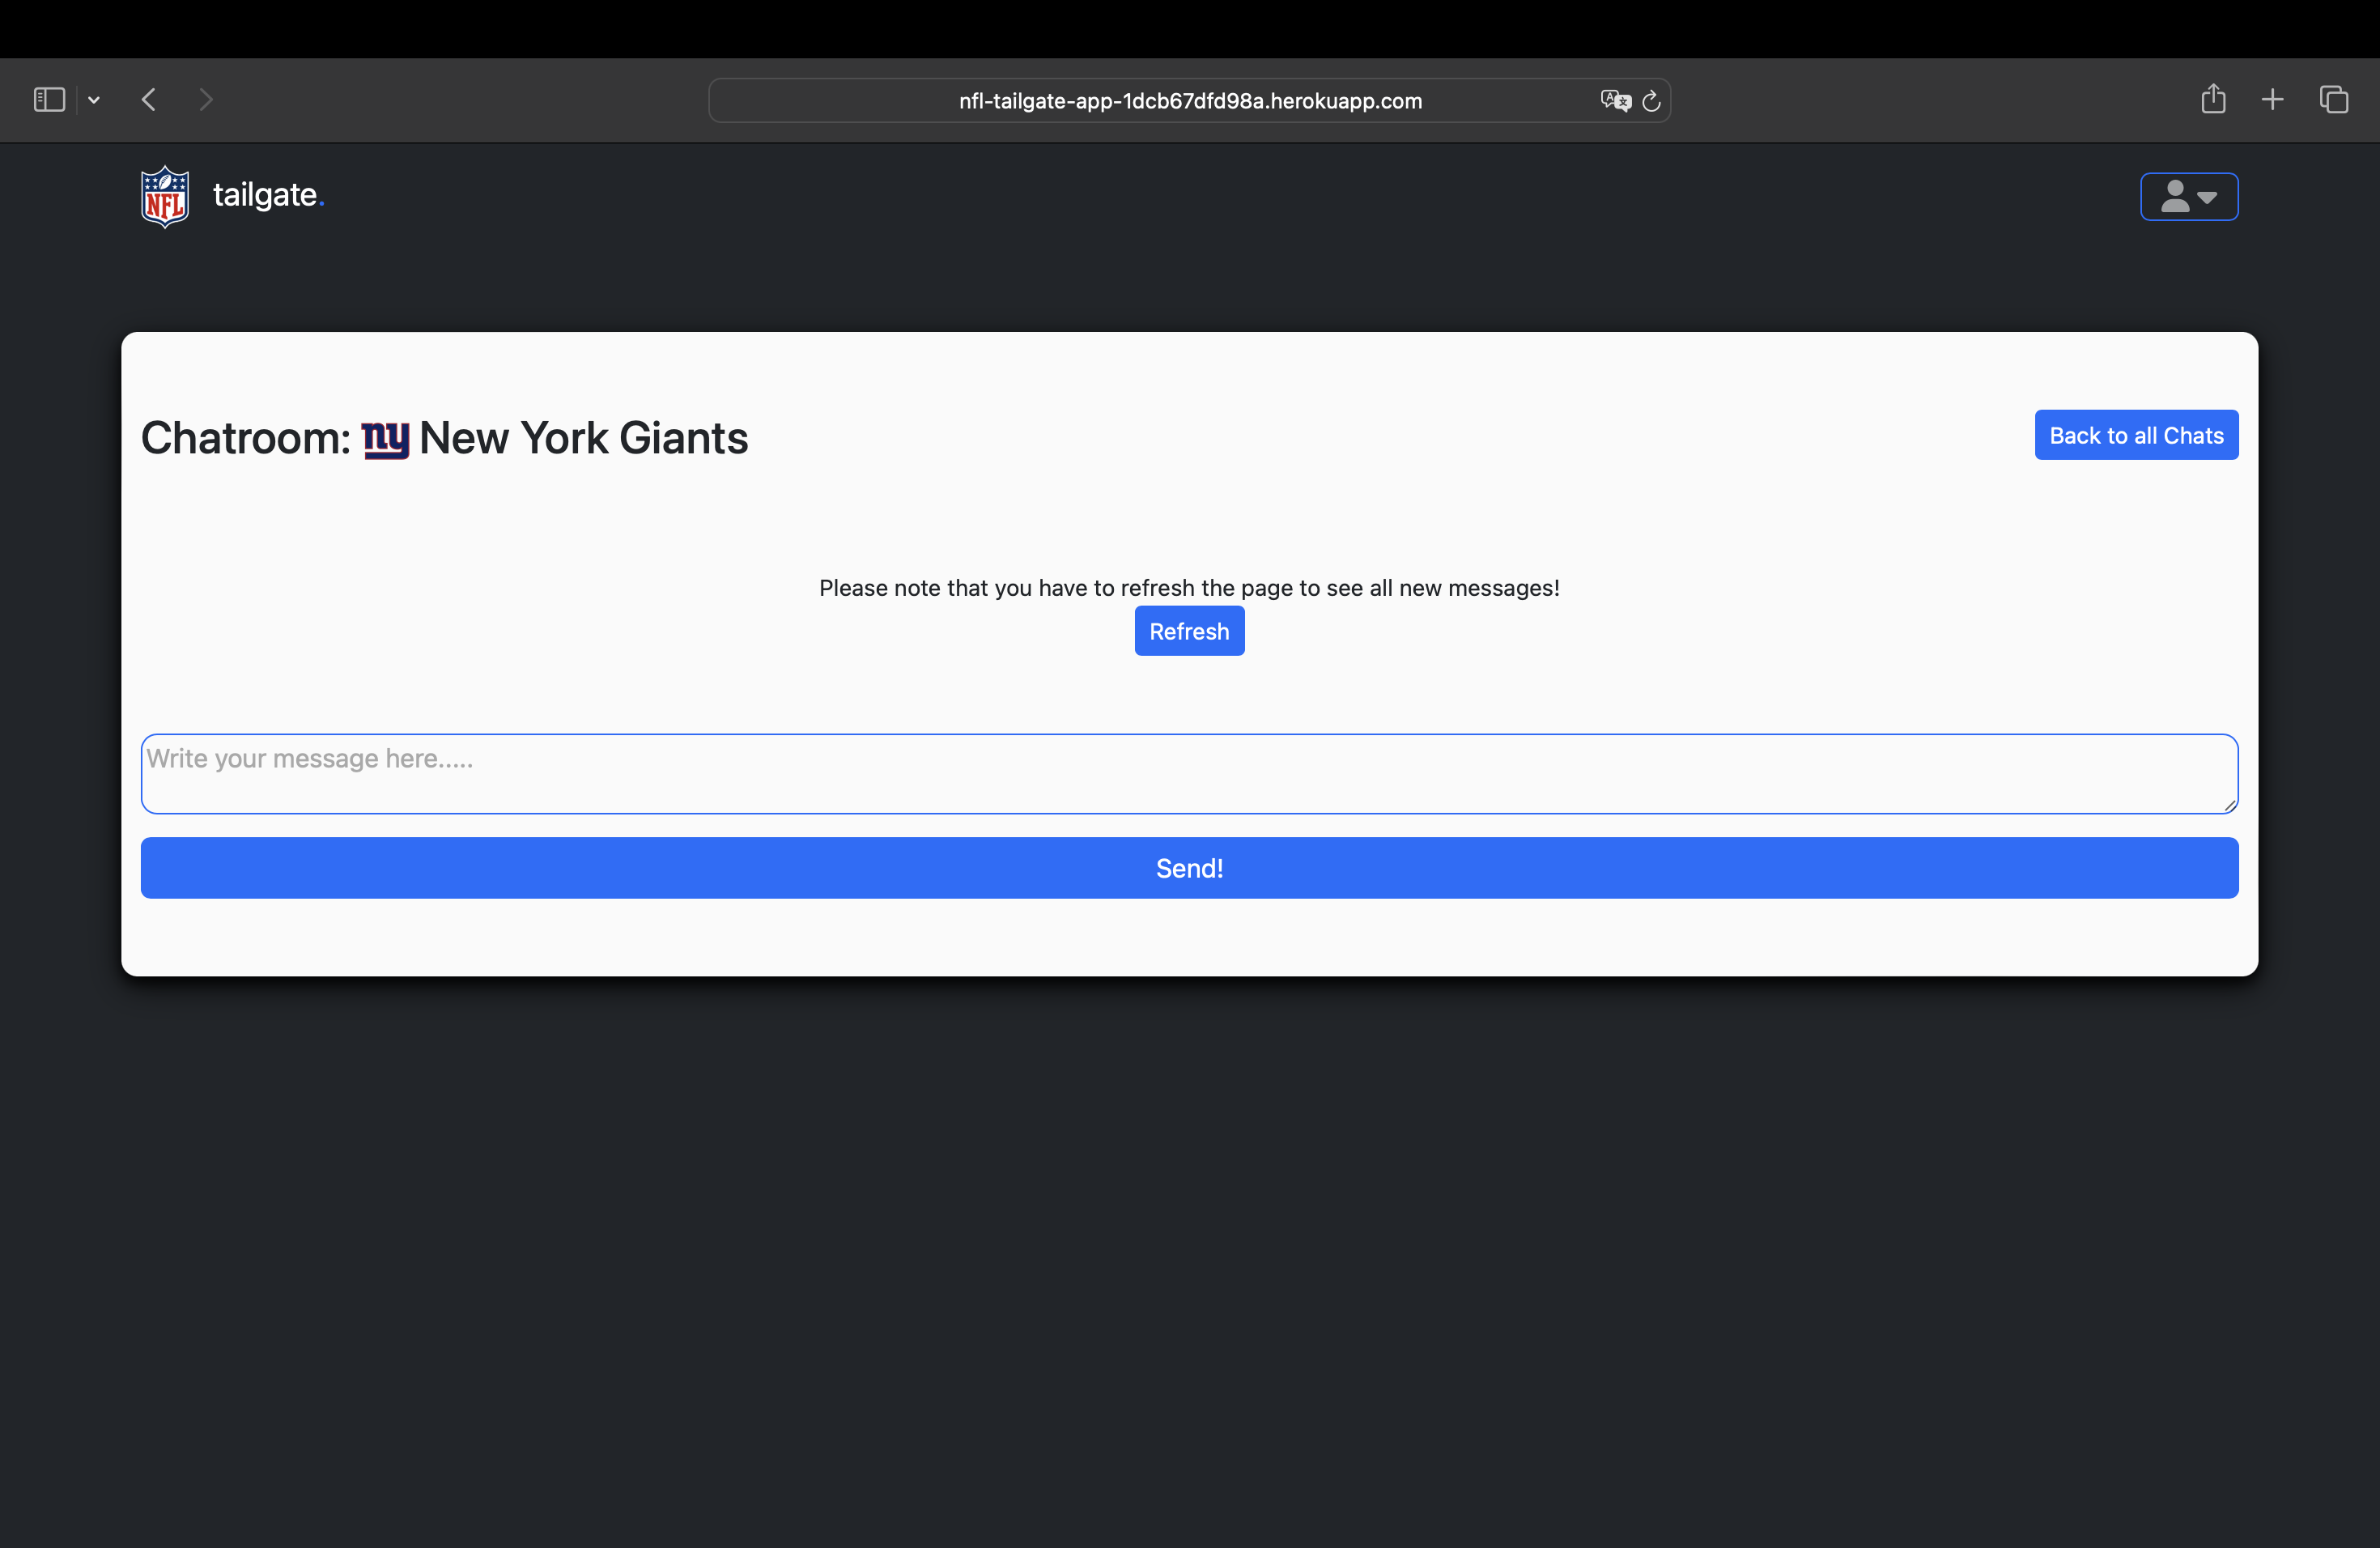 nfl-tailgate-app-1dcb67dfd98a.herokuapp.com
NFL tailgate.
Chatroom: ny New York Giants
Back to all Chats
Please note that you have to refresh the page to see all new messages!
Refresh
Write your message here.....
Send!